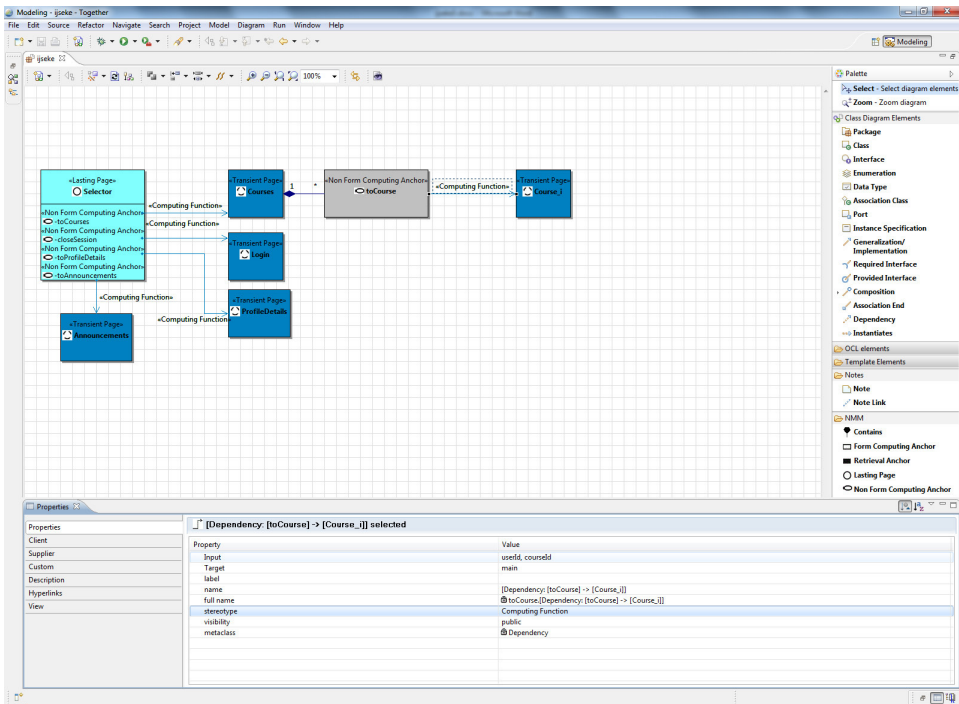 Modeling - ijseke - Together
File Edit Source Refactor Navigate Search Project Model Diagram Run Window Help
Modeling
ijseke
100%
«Lasting Page»
Selector
«Non Form Computing Anchor»
-toCourses
«Non Form Computing Anchor»
-closeSession
«Non Form Computing Anchor»
-toProfileDetails
«Non Form Computing Anchor»
-toAnnouncements
«Computing Function»
«Computing Function»
«Computing Function»
«Computing Function»
«Transient Page»
Courses
1
*
«Non Form Computing Anchor»
toCourse
«Computing Function»
«Transient Page»
Course_i
«Transient Page»
Login
«Transient Page»
ProfileDetails
«Transient Page»
Announcements
Palette
Select - Select diagram elements
Zoom - Zoom diagram
Class Diagram Elements
Package
Class
Interface
Enumeration
Data Type
Association Class
Port
Instance Specification
Generalization/
Implementation
Required Interface
Provided Interface
Composition
Association End
Dependency
Instantiates
OCL elements
Template Elements
Notes
Note
Note Link
NMM
Contains
Form Computing Anchor
Retrieval Anchor
Lasting Page
Non Form Computing Anchor
Properties
Properties
Client
Supplier
Custom
Description
Hyperlinks
View
[Dependency: [toCourse] -> [Course_i]] selected
Property Value
Input userId, courseId
Target main
label
name [Dependency: [toCourse] -> [Course_i]]
full name toCourse.[Dependency: [toCourse] -> [Course_i]]
stereotype Computing Function
visibility public
metaclass Dependency